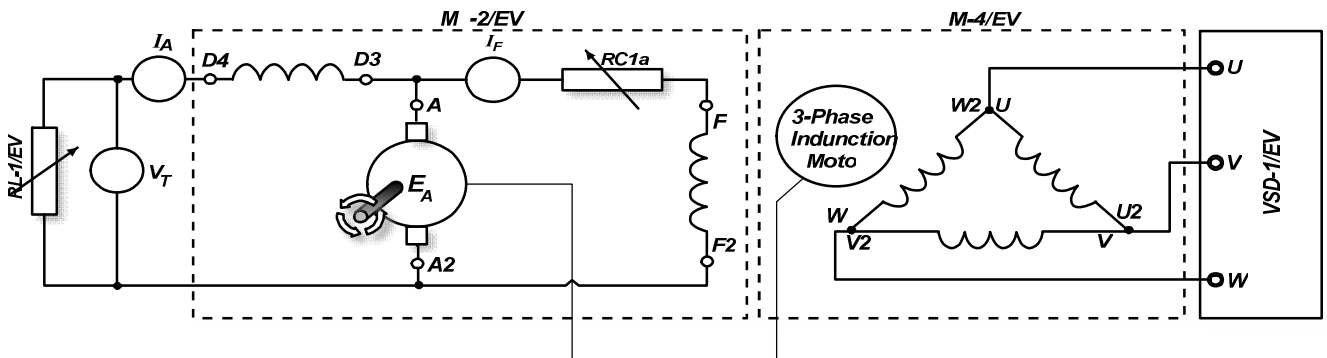 M -2/EV
M-4/EV
I_A
D4
D3
I_F
RC1a
A
F
RL-1/EV
V_T
E_A
A2
F2
3-Phase
Indunction
Moto
W2 U
W
V2
U2
V
U
V
W
VSD-1/EV